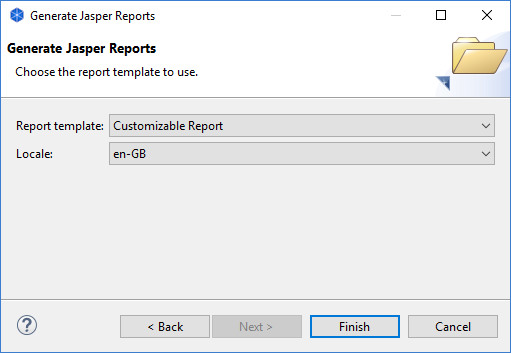 Generate Jasper Reports
Generate Jasper Reports
Choose the report template to use.
Report template: Customizable Report
Locale: en-GB
? < Back Next > Finish Cancel